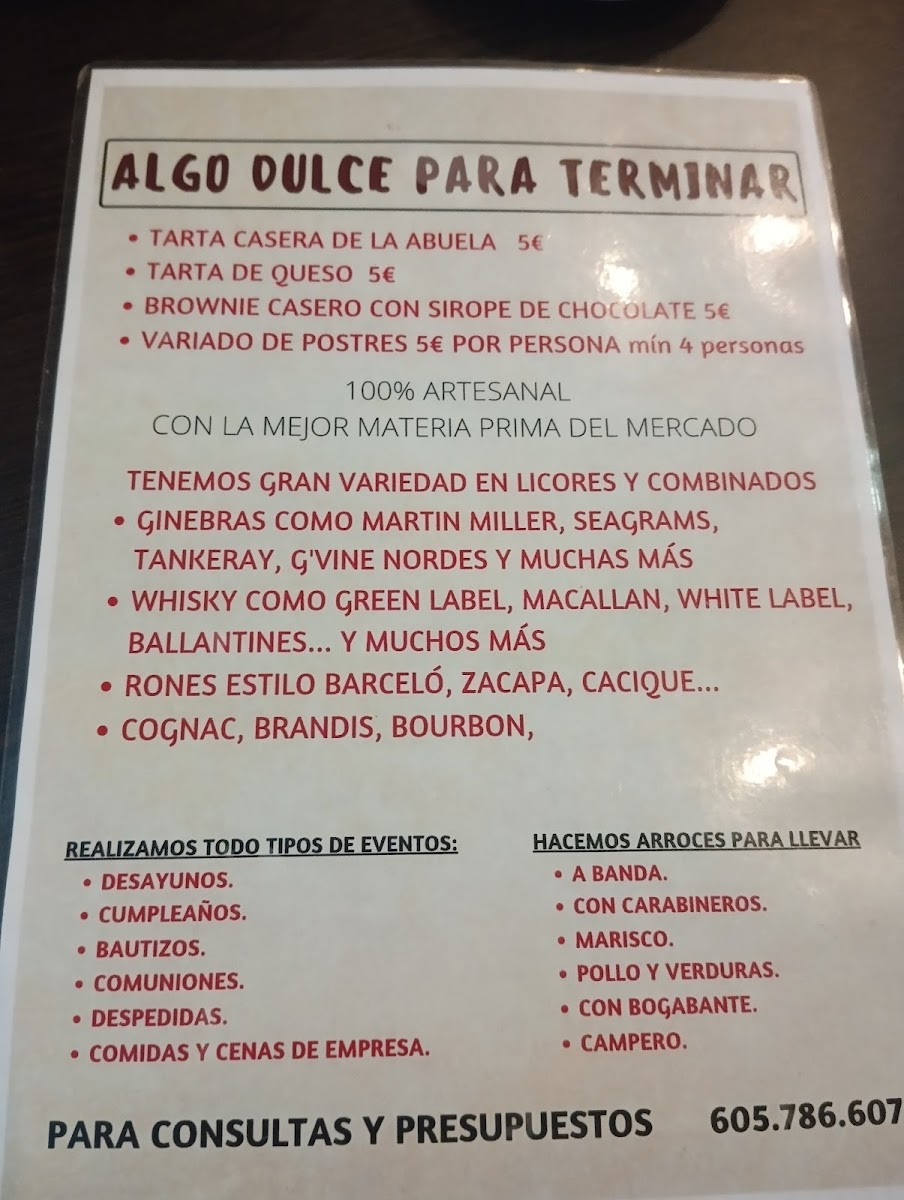 ALGO DULCE PARA TERMINAR
• TARTA CASERA DE LA ABUELA 5€
• TARTA DE QUESO 5€
• BROWNIE CASERO CON SIROPE DE CHOCOLATE 5€
• VARIADO DE POSTRES 5€ POR PERSONA mín 4 personas
100% ARTESANAL
CON LA MEJOR MATERIA PRIMA DEL MERCADO
TENEMOS GRAN VARIEDAD EN LICORES Y COMBINADOS
• GINEBRAS COMO MARTIN MILLER, SEAGRAMS,
TANKERAY, G'VINE NORDES Y MUCHAS MÁS
• WHISKY COMO GREEN LABEL, MACALLAN, WHITE LABEL,
BALLANTINES... Y MUCHOS MÁS
• RONES ESTILO BARCELÓ, ZACAPA, CACIQUE...
• COGNAC, BRANDIS, BOURBON,
REALIZAMOS TODO TIPOS DE EVENTOS:
• DESAYUNOS.
• CUMPLEAÑOS.
• BAUTIZOS.
• COMUNIONES.
• DESPEDIDAS.
• COMIDAS Y CENAS DE EMPRESA.
HACEMOS ARROCES PARA LLEVAR
• A BANDA.
• CON CARABINEROS.
• MARISCO.
• POLLO Y VERDURAS.
• CON BOGABANTE.
• CAMPERO.
PARA CONSULTAS Y PRESUPUESTOS 605.786.607